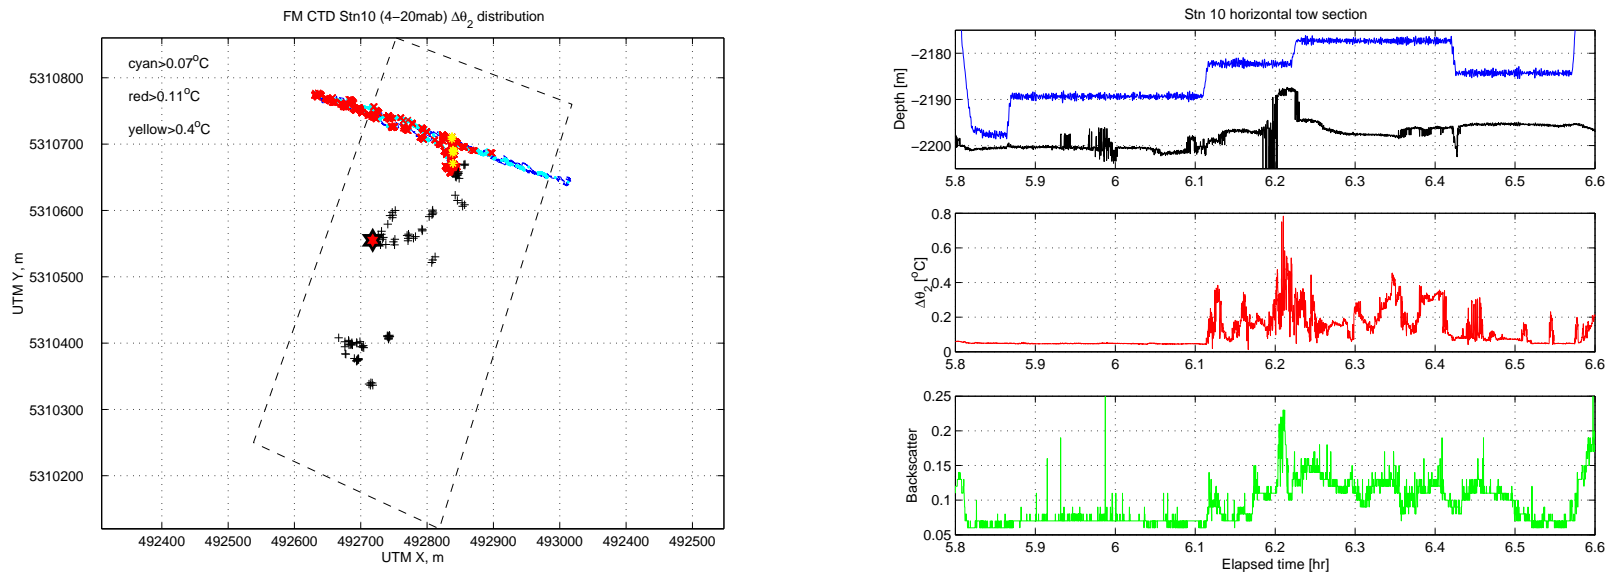 FM CTD Stn10 (4−20mab) Δθ2 distribution
cyan>0.07°C
red>0.11°C
yellow>0.4°C
UTM Y, m
5310800
5310700
5310600
5310500
5310400
5310300
5310200
492400 492500 492600 492700 492800 492900 493000 492400 492500
UTM X, m
Stn 10 horizontal tow section
Depth [m]
−2180
−2190
−2200
5.8 5.9 6 6.1 6.2 6.3 6.4 6.5 6.6
Δθ2 [°C]
0.8
0.6
0.4
0.2
0
5.8 5.9 6 6.1 6.2 6.3 6.4 6.5 6.6
Backscatter
0.25
0.2
0.15
0.1
0.05
5.8 5.9 6 6.1 6.2 6.3 6.4 6.5 6.6
Elapsed time [hr]